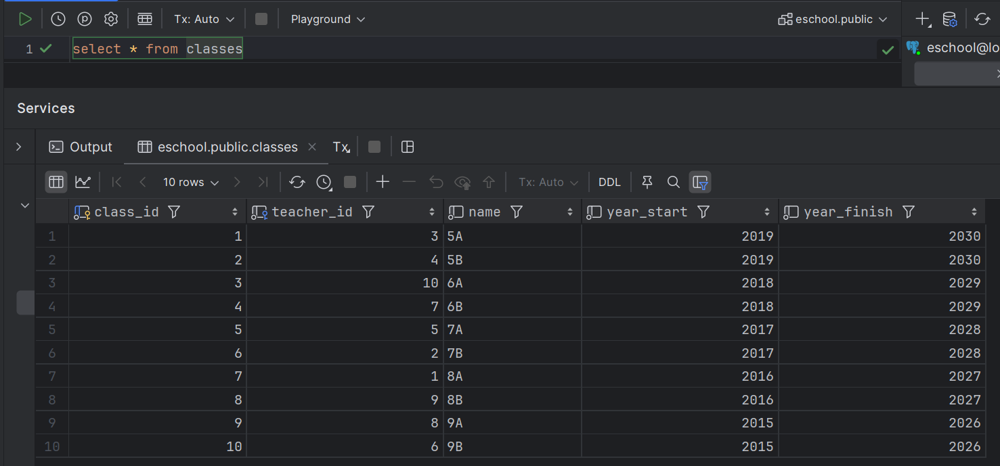 Tx: Auto Playground eschool.public
1 select * from classes
eschool@lo
Services
Output eschool.public.classes Tx
10 rows Tx: Auto DDL
class_id teacher_id name year_start year_finish
1 1 3 5A 2019 2030
2 2 4 5B 2019 2030
3 3 10 6A 2018 2029
4 4 7 6B 2018 2029
5 5 5 7A 2017 2028
6 6 2 7B 2017 2028
7 7 1 8A 2016 2027
8 8 9 8B 2016 2027
9 9 8 9A 2015 2026
10 10 6 9B 2015 2026